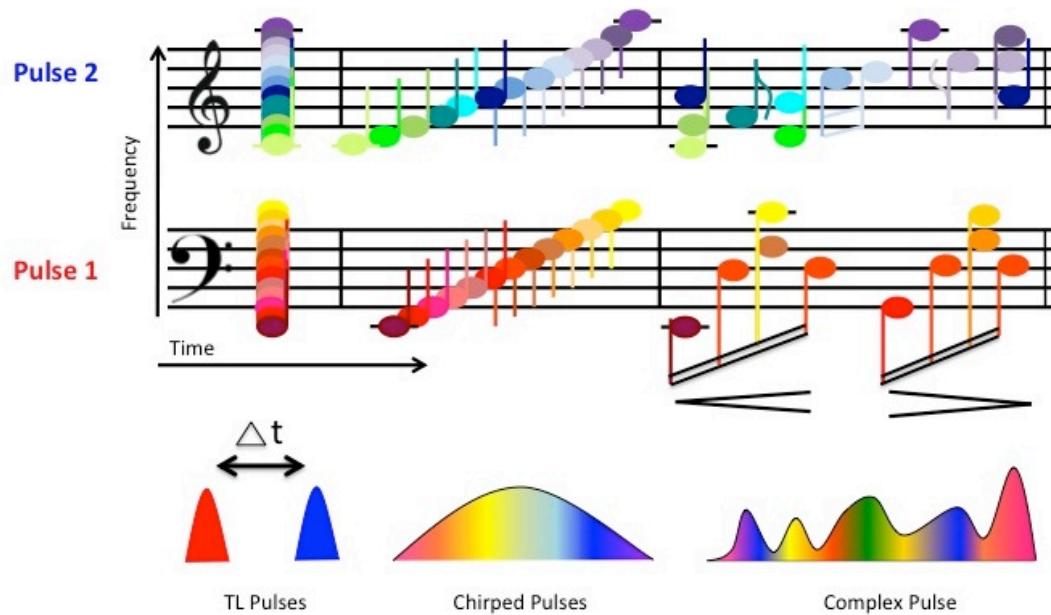 Pulse 2
Frequency
Pulse 1
Time
△t
TL Pulses
Chirped Pulses
Complex Pulse